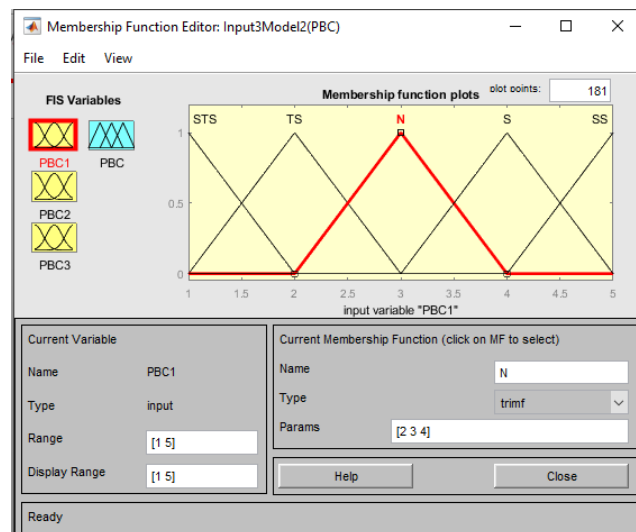 Membership Function Editor: Input3Model2(PBC)
File Edit View
FIS Variables
PBC1 PBC
PBC2
PBC3
Membership function plots plot points: 181
STS TS N S SS
1
0.5
0
1 1.5 2 2.5 3 3.5 4 4.5 5
input variable "PBC1"
Current Variable
Name PBC1
Type input
Range [1 5]
Display Range [1 5]
Current Membership Function (click on MF to select)
Name N
Type trimf
Params [2 3 4]
Help Close
Ready